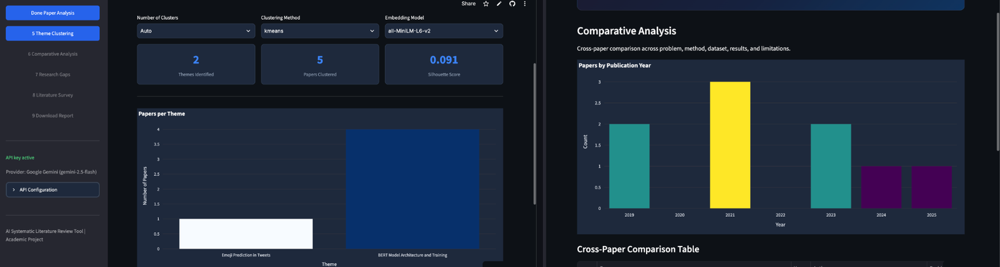 Done Paper Analysis
5 Theme Clustering
6 Comparative Analysis
7 Research Gaps
8 Literature Survey
9 Download Report
API key active
Provider: Google Gemini (gemini-2.5-flash)
API Configuration
AI Systematic Literature Review Tool |
Academic Project
Share
Number of Clusters
Clustering Method
Embedding Model
Auto
kmeans
all-MiniLM-L6-v2
2
5
0.091
Themes Identified
Papers Clustered
Silhouette Score
Papers per Theme
4
3.5
3
2.5
2
1.5
1
0.5
0
Number of Papers
Emoji Prediction in Tweets
BERT Model Architecture and Training
Theme
Comparative Analysis
Cross-paper comparison across problem, method, dataset, results, and limitations.
Papers by Publication Year
3
2.5
2
1.5
1
0.5
0
Count
2019
2020
2021
2022
2023
2024
2025
Year
Cross-Paper Comparison Table